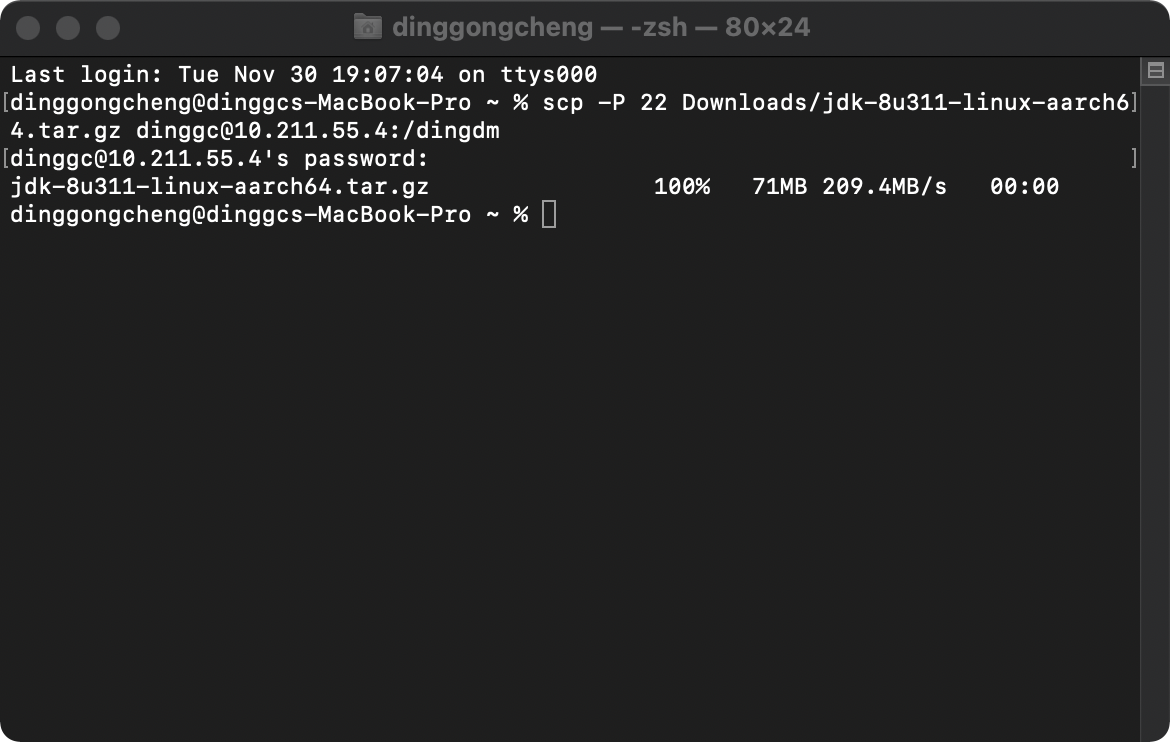 dinggongcheng — -zsh — 80×24
Last login: Tue Nov 30 19:07:04 on ttys000
[dinggongcheng@dinggcs-MacBook-Pro ~ % scp -P 22 Downloads/jdk-8u311-linux-aarch6]
4.tar.gz dinggc@10.211.55.4:/dingdm
[dinggc@10.211.55.4's password: ]
jdk-8u311-linux-aarch64.tar.gz 100% 71MB 209.4MB/s 00:00
dinggongcheng@dinggcs-MacBook-Pro ~ %